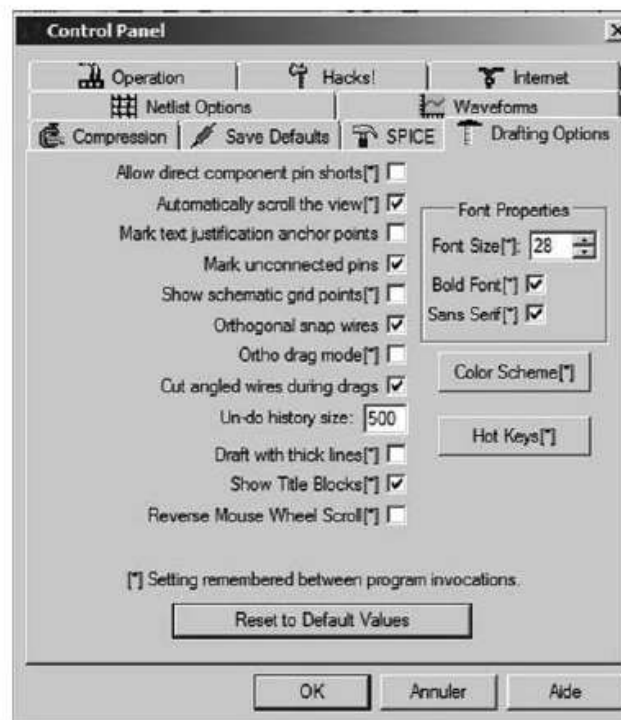 Control Panel
Operation Hacks! Internet
Netlist Options Waveforms
Compression Save Defaults SPICE Drafting Options
Allow direct component pin shorts[*]
Automatically scroll the view[*]
Mark text justification anchor points
Mark unconnected pins
Show schematic grid points[*]
Orthogonal snap wires
Ortho drag mode[*]
Cut angled wires during drags
Un-do history size: 500
Draft with thick lines[*]
Show Title Blocks[*]
Reverse Mouse Wheel Scroll[*]
Font Properties
Font Size[*]: 28
Bold Font[*]
Sans Serif[*]
Color Scheme[*]
Hot Keys[*]
[*] Setting remembered between program invocations.
Reset to Default Values
OK Annuler Aide